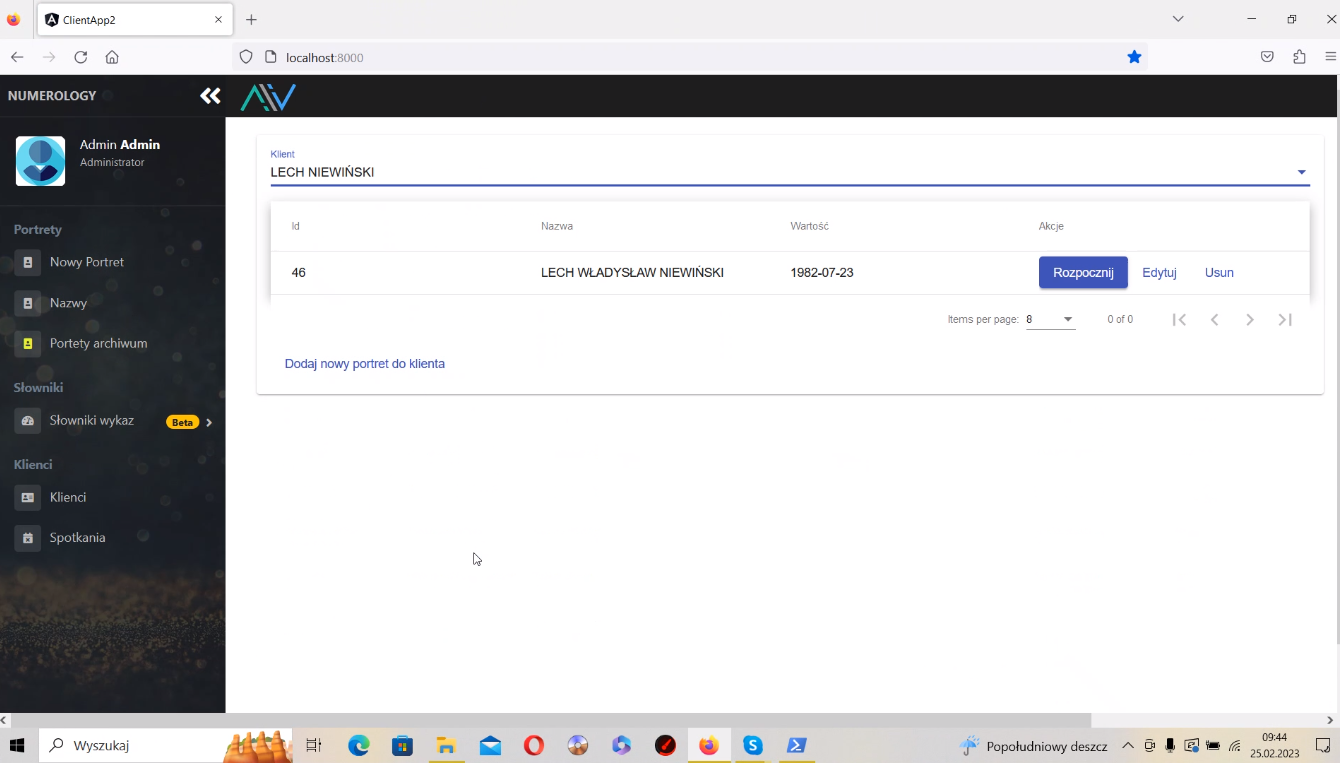 ClientApp2
localhost:8000
NUMEROLOGY
Admin Admin
Administrator
Portrety
Nowy Portret
Nazwy
Portety archiwum
Słowniki
Słowniki wykaz Beta
Klienci
Klienci
Spotkania
Klient
LECH NIEWIŃSKI
Id Nazwa Wartość Akcje
46 LECH WŁADYSŁAW NIEWIŃSKI 1982-07-23 Rozpocznij Edytuj Usun
Items per page: 8 0 of 0
Dodaj nowy portret do klienta
Wyszukaj
Popołudniowy deszcz
09:44
25.02.2023